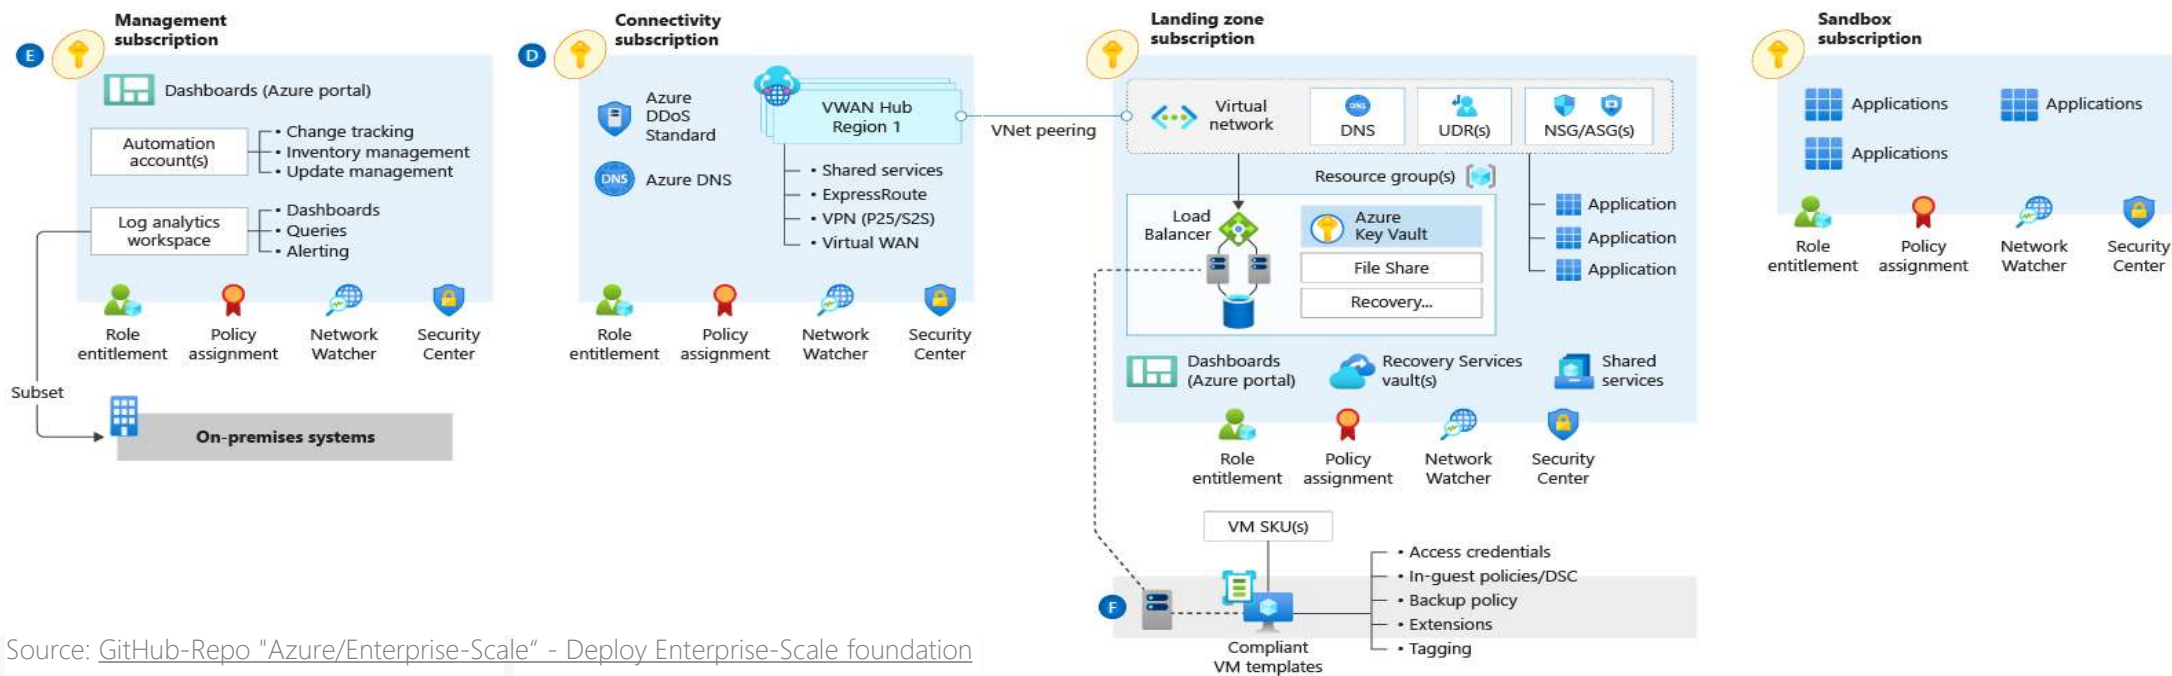 Management
subscription
E
Dashboards (Azure portal)
Automation
account(s)
• Change tracking
• Inventory management
• Update management
Log analytics
workspace
• Dashboards
• Queries
• Alerting
Role
entitlement
Policy
assignment
Network
Watcher
Security
Center
Subset
On-premises systems
Connectivity
subscription
D
Azure
DDoS
Standard
DNS
Azure DNS
VWAN Hub
Region 1
• Shared services
• ExpressRoute
• VPN (P25/S2S)
• Virtual WAN
Role
entitlement
Policy
assignment
Network
Watcher
Security
Center
VNet peering
Landing zone
subscription
Virtual
network
DNS
DNS
UDR(s)
NSG/ASG(s)
Resource group(s)
Load
Balancer
Azure
Key Vault
File Share
Recovery...
Application
Application
Application
Dashboards
(Azure portal)
Recovery Services
vault(s)
Shared
services
Role
entitlement
Policy
assignment
Network
Watcher
Security
Center
VM SKU(s)
F
Compliant
VM templates
• Access credentials
• In-guest policies/DSC
• Backup policy
• Extensions
• Tagging
Sandbox
subscription
Applications
Applications
Applications
Role
entitlement
Policy
assignment
Network
Watcher
Security
Center
Source: GitHub-Repo "Azure/Enterprise-Scale“ - Deploy Enterprise-Scale foundation